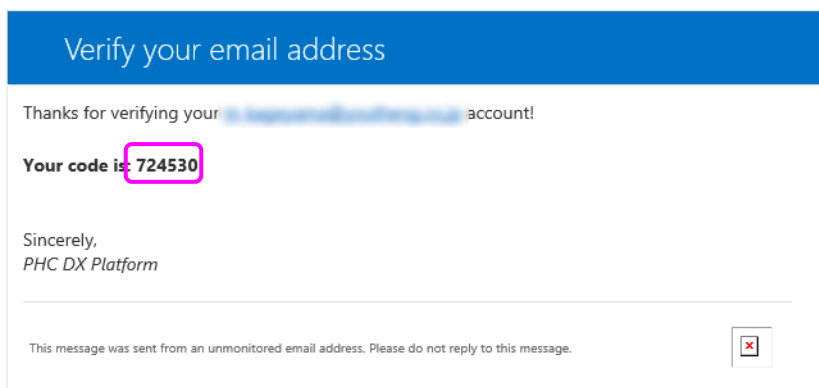 Verify your email address
Thanks for verifying your account!
Your code is: 724530
Sincerely,
PHC DX Platform
This message was sent from an unmonitored email address. Please do not reply to this message.